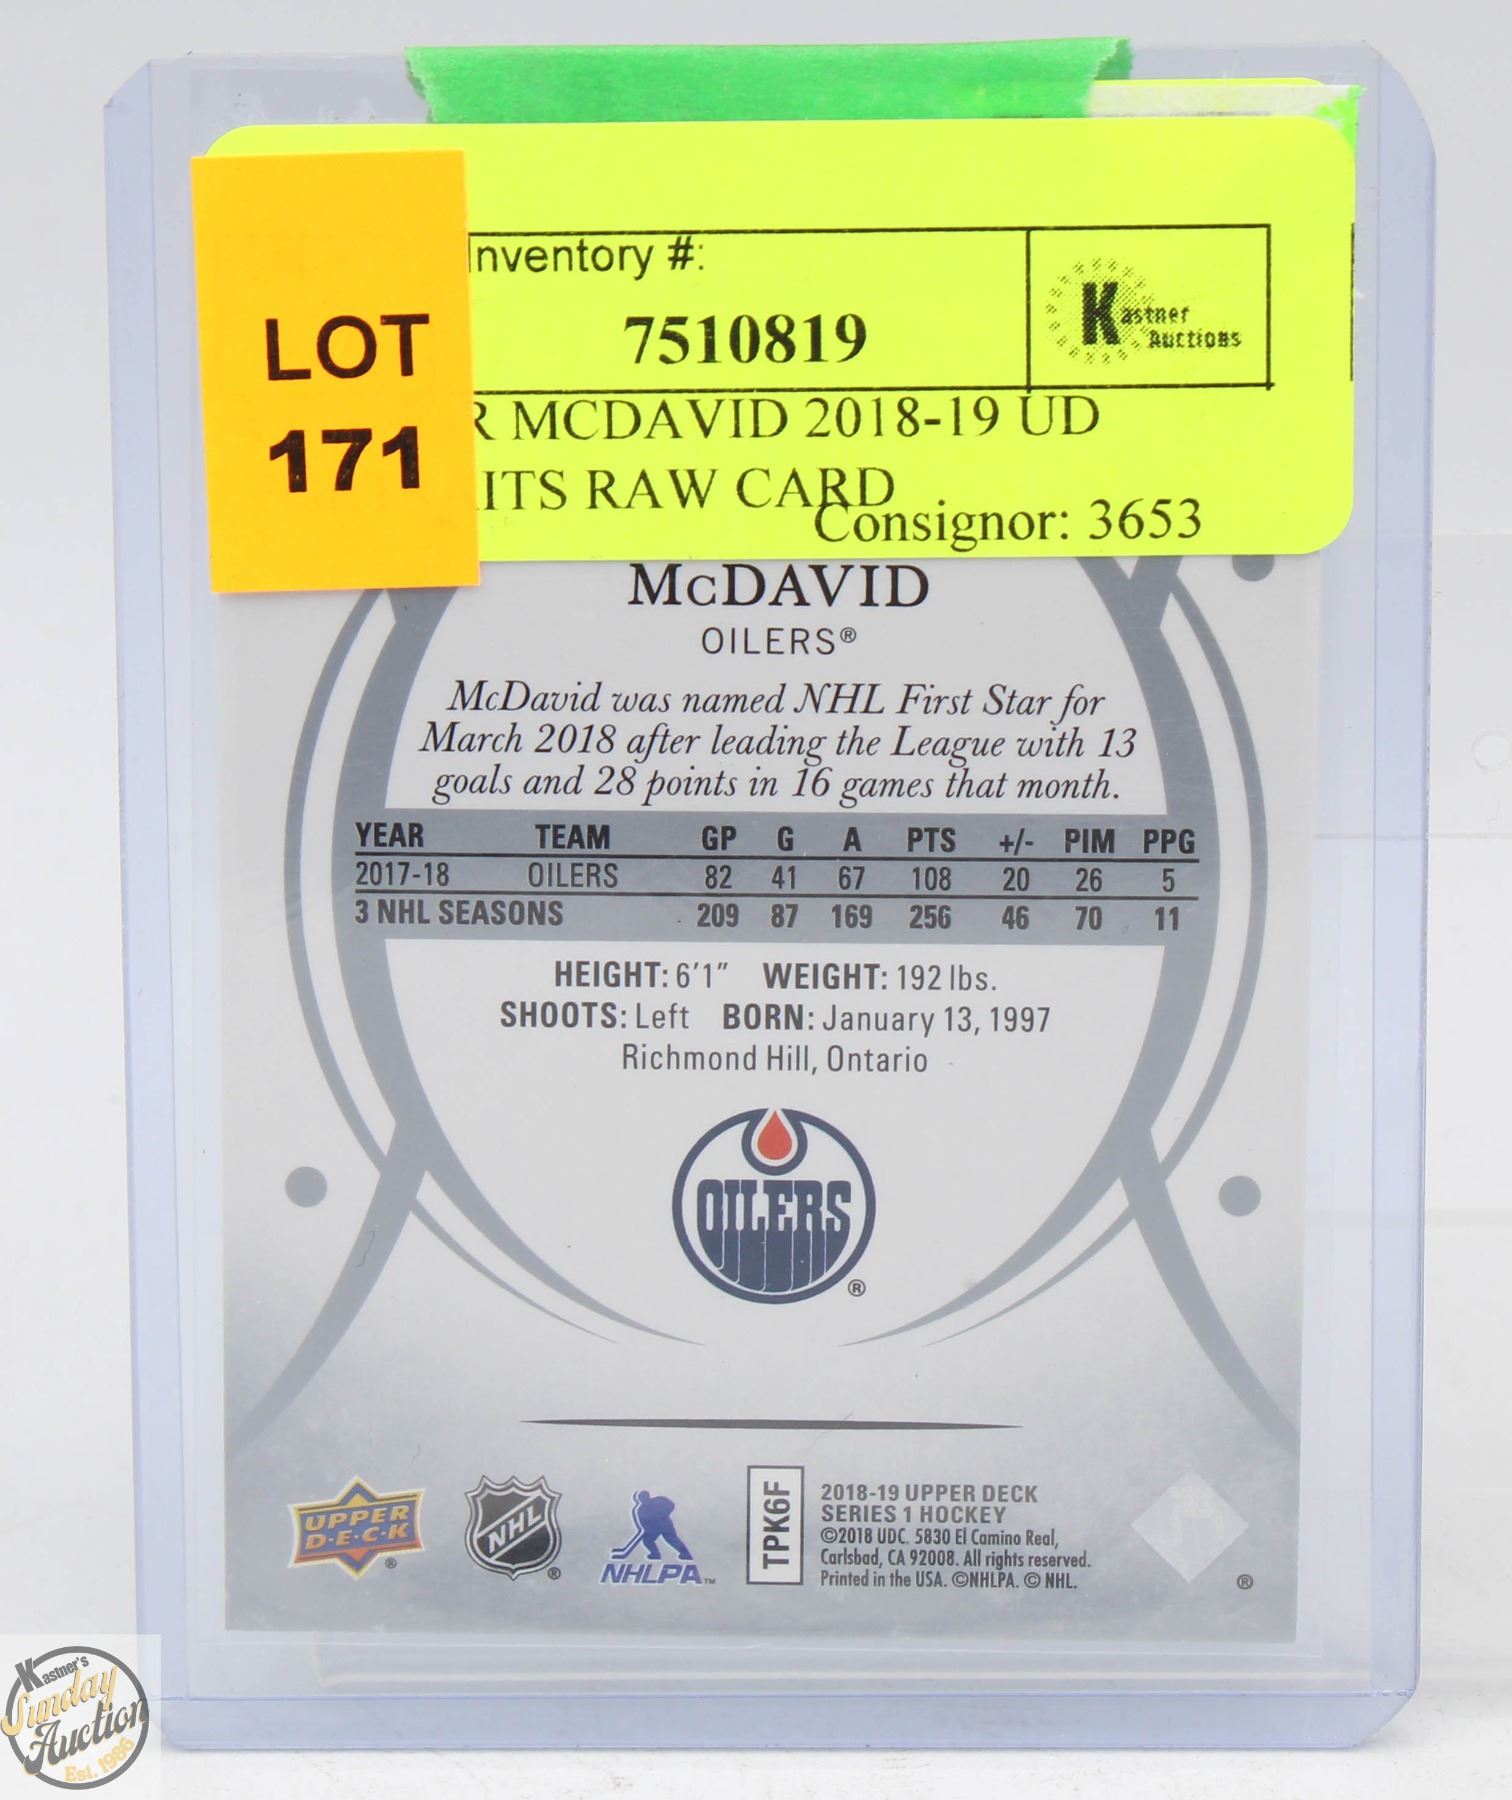 LOT
171
nventory #:
7510819
Kastner
Auctions
R MCDAVID 2018-19 UD
ITS RAW CARD
Consignor: 3653
McDAVID
OILERS®
McDavid was named NHL First Star for
March 2018 after leading the League with 13
goals and 28 points in 16 games that month.
YEAR TEAM GP G A PTS +/- PIM PPG
2017-18 OILERS 82 41 67 108 20 26 5
3 NHL SEASONS 209 87 169 256 46 70 11
HEIGHT: 6'1" WEIGHT: 192 lbs.
SHOOTS: Left BORN: January 13, 1997
Richmond Hill, Ontario
OILERS
®
UPPER
D·E·C·K
®
NHL
®
NHLPA™
TPK6F
2018-19 UPPER DECK
SERIES 1 HOCKEY
©2018 UDC. 5830 El Camino Real,
Carlsbad, CA 92008. All rights reserved.
Printed in the USA. ©NHLPA. © NHL.
®
Kastner's
Sunday
Auction
Est. 1986